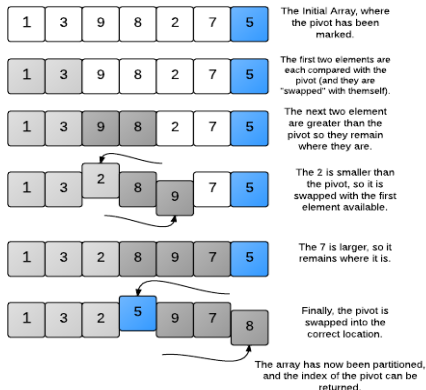 1 3 9 8 2 7 5
The Initial Array, where
the pivot has been
marked.
1 3 9 8 2 7 5
The first two elements are
each compared with the
pivot (and they are
"swapped" with themself).
1 3 9 8 2 7 5
The next two element
are greater than the
pivot so they remain
where they are.
1 3 2 8 9 7 5
The 2 is smaller than
the pivot, so it is
swapped with the first
element available.
1 3 2 8 9 7 5
The 7 is larger, so it
remains where it is.
1 3 2 5 9 7 8
Finally, the pivot is
swapped into the
correct location.
The array has now been partitioned,
and the index of the pivot can be
returned.